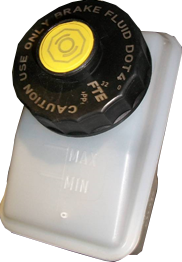 CAUTION USE ONLY BRAKE FLUID DOT 4
FTE
MAX
MIN